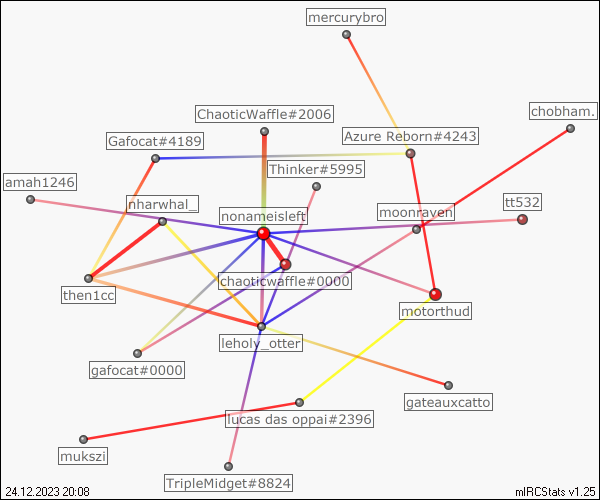 mercurybro
ChaoticWaffle#2006
chobham.
Gafocat#4189
Azure Reborn#4243
Thinker#5995
amah1246
nharwhal_
nonameisleft
moonraven
tt532
chaoticwaffle#0000
then1cc
motorthud
leholy_otter
gafocat#0000
gateauxcatto
lucas das oppai#2396
mukszi
TripleMidget#8824
24.12.2023 20:08
mIRCStats v1.25